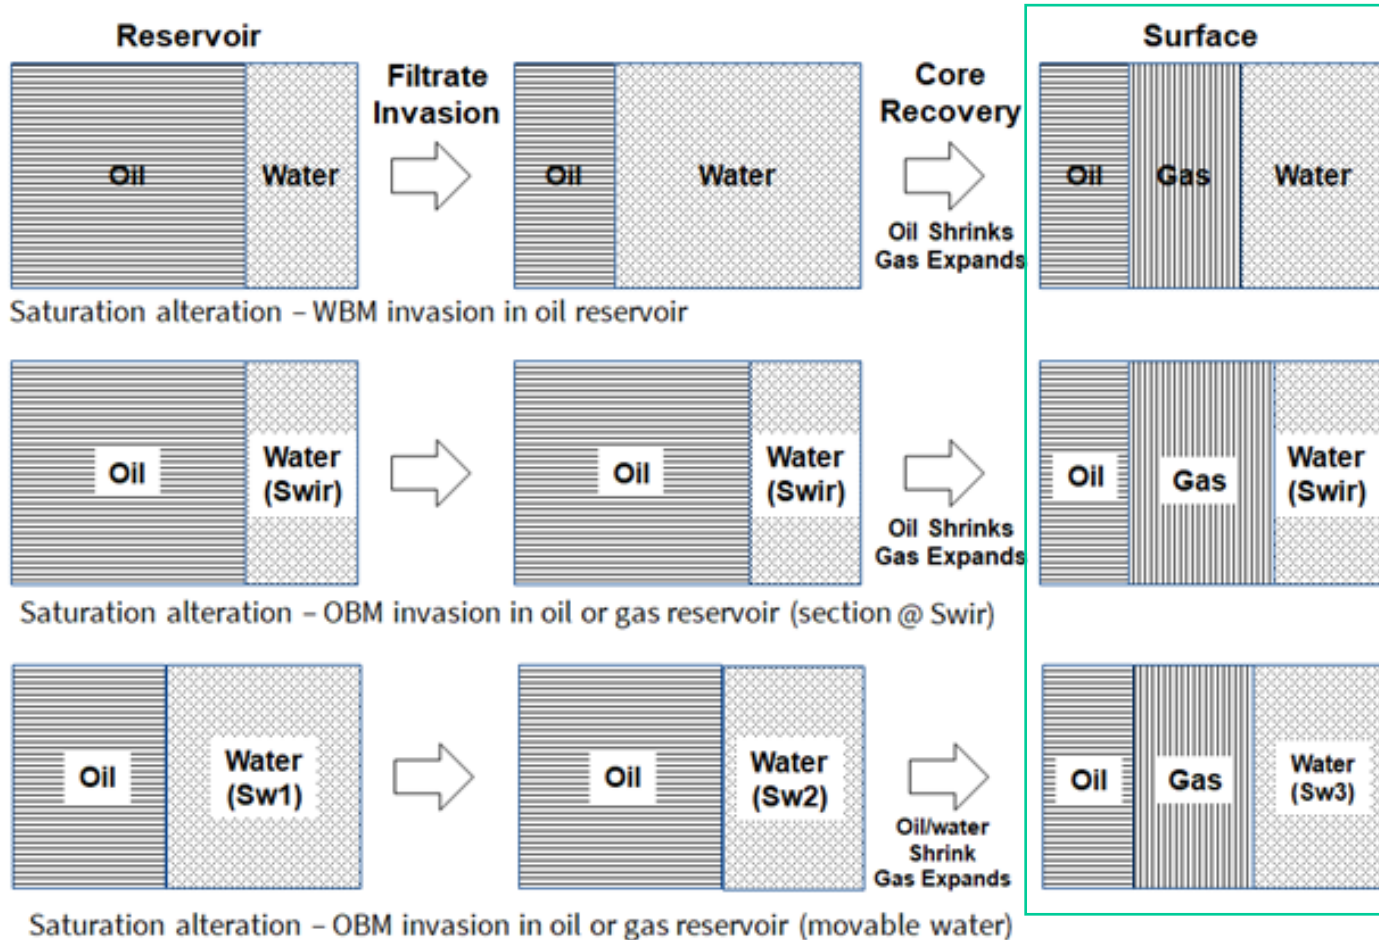 Reservoir
Filtrate
Invasion
Core
Recovery
Surface
Oil
Water
Oil
Water
Oil Shrinks
Gas Expands
Oil
Gas
Water
Saturation alteration – WBM invasion in oil reservoir
Oil
Water
(Swir)
Oil
Water
(Swir)
Oil Shrinks
Gas Expands
Oil
Gas
Water
(Swir)
Saturation alteration – OBM invasion in oil or gas reservoir (section @ Swir)
Oil
Water
(Sw1)
Oil
Water
(Sw2)
Oil/water
Shrink
Gas Expands
Oil
Gas
Water
(Sw3)
Saturation alteration – OBM invasion in oil or gas reservoir (movable water)